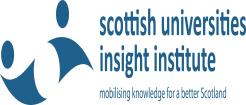 scottish universities
insight institute
mobilising knowledge for a better Scotland